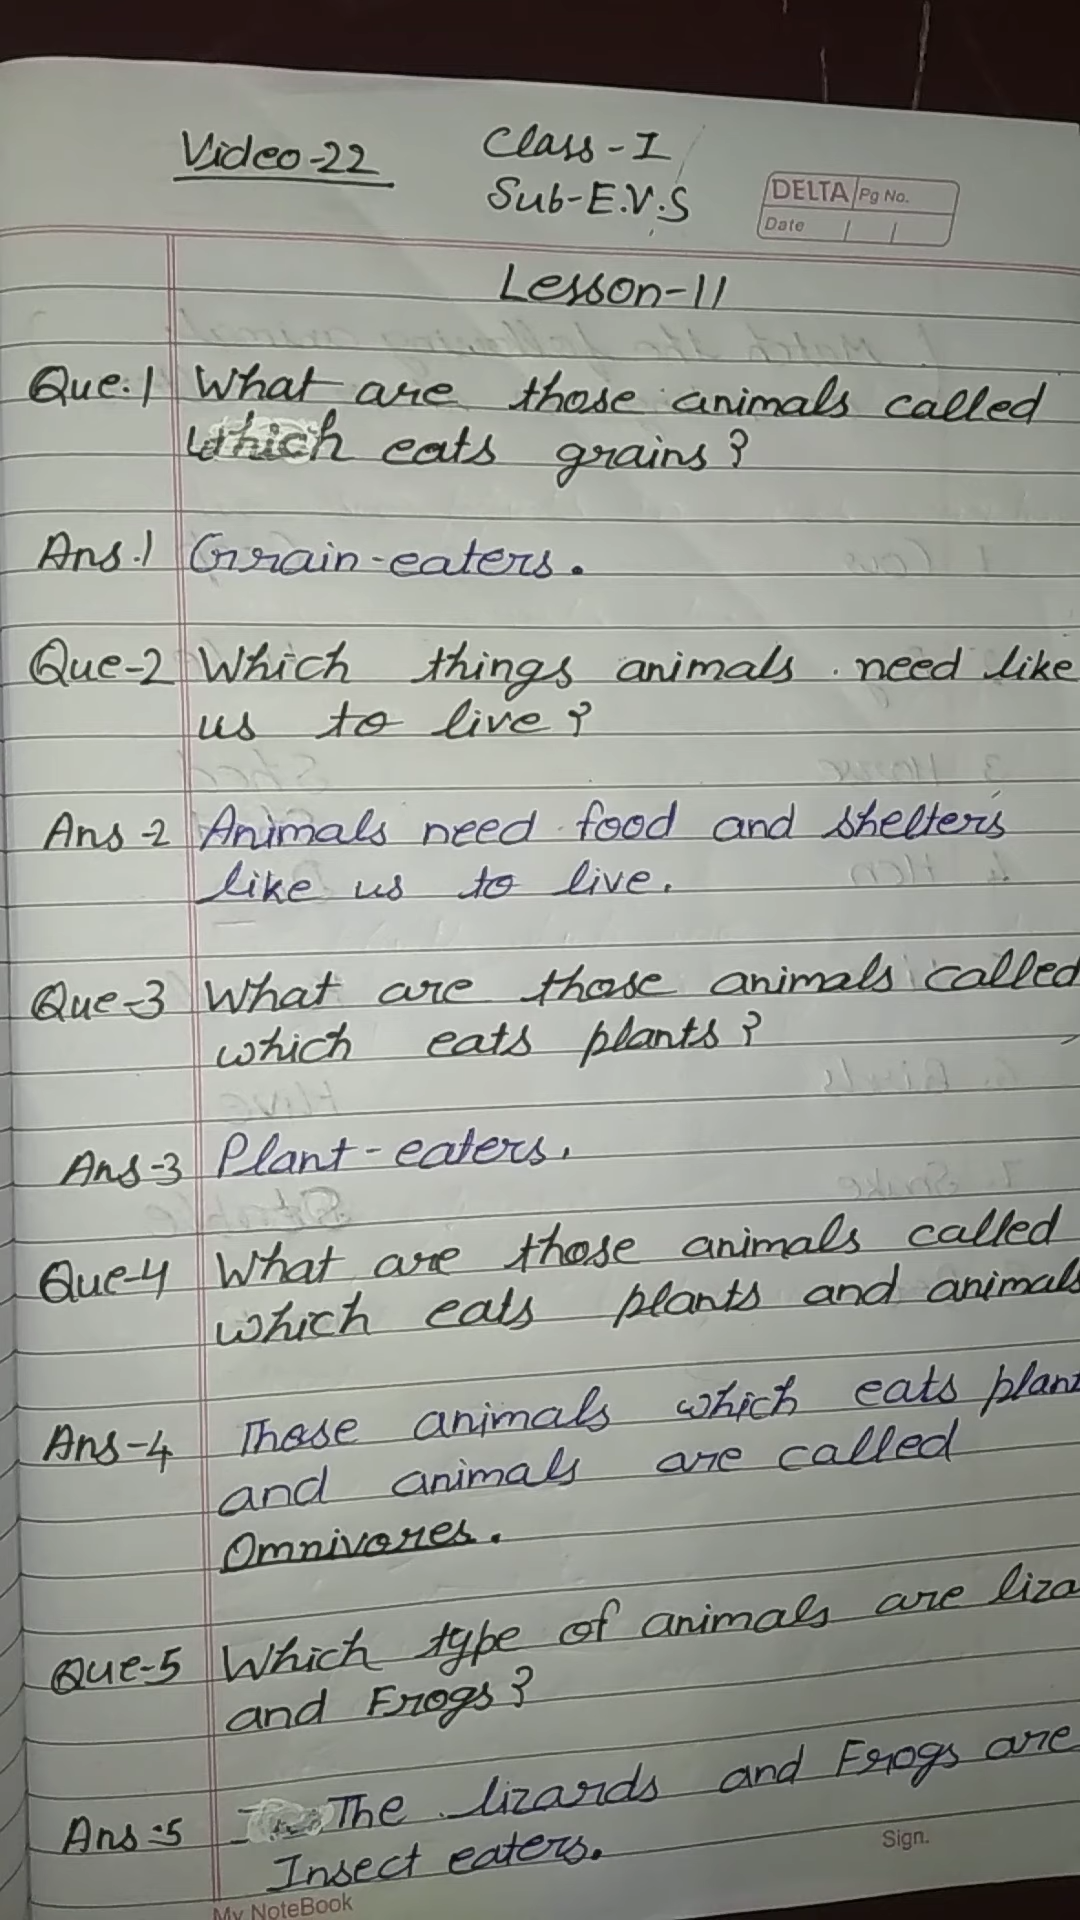 Video-22
Class-I
Sub-E.V.S
DELTA Pg No.
Date
Lesson-11
Que.1 What are those animals called
which eats grains?
Ans.1 Grain-eaters.
Que-2 Which things animals need like
us to live?
Ans-2 Animals need food and shelters
like us to live.
Que-3 What are those animals called
which eats plants?
Ans-3 Plant-eaters.
Que-4 What are those animals called
which eats plants and animals
Ans-4 Those animals which eats plant
and animals are called
Omnivores.
Que-5 Which type of animals are liza
and Frogs?
Ans-5 The lizards and Frogs are
Insect eaters.
Sign.
My NoteBook